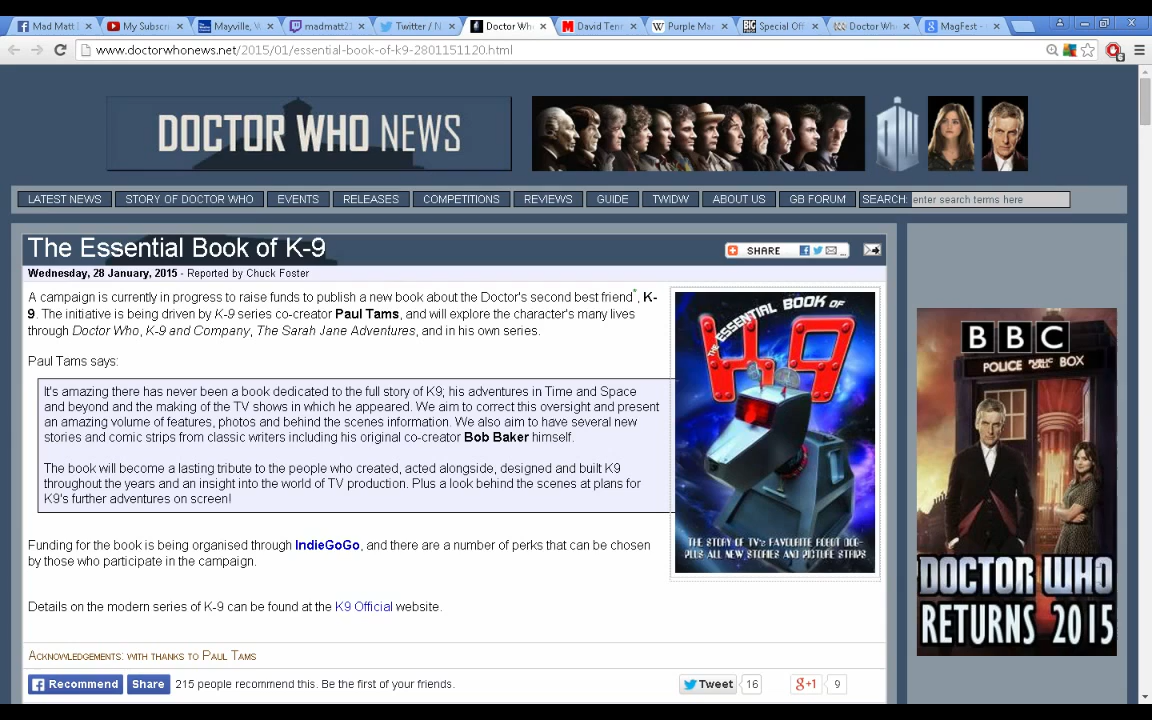 Mad Matt
My Subscri
Mayville, W
madmatt2
Twitter / N
Doctor Wh
David Tenn
Purple Mar
Special Off
Doctor Wh
MagFest -
www.doctorwhonews.net/2015/01/essential-book-of-k9-2801151120.html
DOCTOR WHO NEWS
DW
LATEST NEWS
STORY OF DOCTOR WHO
EVENTS
RELEASES
COMPETITIONS
REVIEWS
GUIDE
TWIDW
ABOUT US
GB FORUM
SEARCH: enter search terms here
The Essential Book of K-9
SHARE ...
Wednesday, 28 January, 2015 - Reported by Chuck Foster
A campaign is currently in progress to raise funds to publish a new book about the Doctor's second best friend*, K-
9. The initiative is being driven by K-9 series co-creator Paul Tams, and will explore the character's many lives
through Doctor Who, K-9 and Company, The Sarah Jane Adventures, and in his own series.
Paul Tams says:
It's amazing there has never been a book dedicated to the full story of K9; his adventures in Time and Space
and beyond and the making of the TV shows in which he appeared. We aim to correct this oversight and present
an amazing volume of features, photos and behind the scenes information. We also aim to have several new
stories and comic strips from classic writers including his original co-creator Bob Baker himself.
The book will become a lasting tribute to the people who created, acted alongside, designed and built K9
throughout the years and an insight into the world of TV production. Plus a look behind the scenes at plans for
K9's further adventures on screen!
Funding for the book is being organised through IndieGoGo, and there are a number of perks that can be chosen
by those who participate in the campaign.
Details on the modern series of K-9 can be found at the K9 Official website.
THE ESSENTIAL BOOK OF
K9
THE STORY OF TV's FAVOURITE ROBOT DOG-
PLUS ALL NEW STORIES AND PICTURE STRIPS
Acknowledgements: with thanks to Paul Tams
Recommend
Share
215 people recommend this. Be the first of your friends.
Tweet
16
g+1
9
BBC
POLICE PUBLIC CALL BOX
DOCTOR WHO
RETURNS 2015